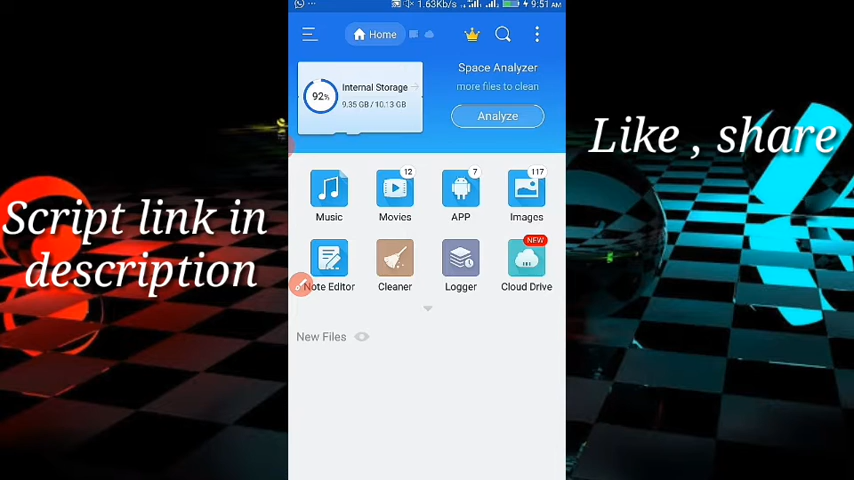 1.63Kb/s 9:51 AM
Home
Space Analyzer
more files to clean
Analyze
92%
Internal Storage
9.35 GB / 10.13 GB
12
7
117
Music
Movies
APP
Images
NEW
Note Editor
Cleaner
Logger
Cloud Drive
New Files
Script link in
description
Like , share